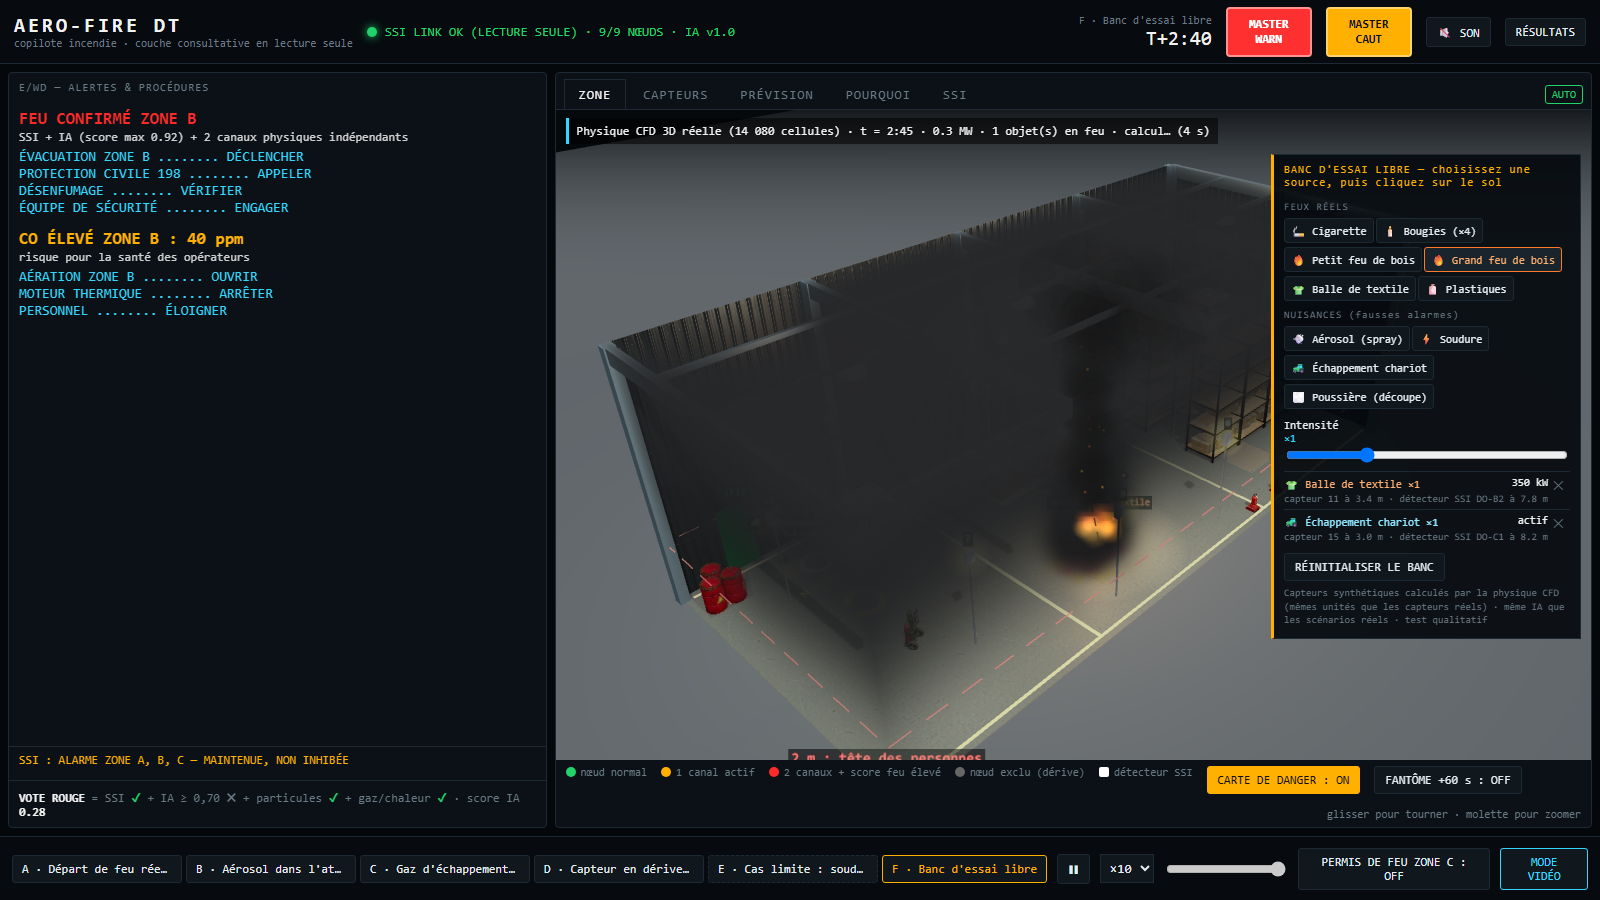 AERO-FIRE DT
copilote incendie · couche consultative en lecture seule
SSI LINK OK (LECTURE SEULE) · 9/9 NŒUDS · IA v1.0
F · Banc d'essai libre
T+2:40
MASTER
WARN
MASTER
CAUT
SON
RÉSULTATS
E/WD — ALERTES & PROCÉDURES
FEU CONFIRMÉ ZONE B
SSI + IA (score max 0.92) + 2 canaux physiques indépendants
ÉVACUATION ZONE B ........ DÉCLENCHER
PROTECTION CIVILE 198 ........ APPELER
DÉSENFUMAGE ........ VÉRIFIER
ÉQUIPE DE SÉCURITÉ ........ ENGAGER
CO ÉLEVÉ ZONE B : 40 ppm
risque pour la santé des opérateurs
AÉRATION ZONE B ........ OUVRIR
MOTEUR THERMIQUE ........ ARRÊTER
PERSONNEL ........ ÉLOIGNER
SSI : ALARME ZONE A, B, C — MAINTENUE, NON INHIBÉE
VOTE ROUGE = SSI ✓ + IA ≥ 0,70 ✕ + particules ✓ + gaz/chaleur ✓ · score IA
0.28
ZONE
CAPTEURS
PRÉVISION
POURQUOI
SSI
AUTO
Physique CFD 3D réelle (14 080 cellules) · t = 2:45 · 0.3 MW · 1 objet(s) en feu · calcul… (4 s)
BANC D'ESSAI LIBRE — choisissez une
source, puis cliquez sur le sol
FEUX RÉELS
Cigarette
Bougies (×4)
Petit feu de bois
Grand feu de bois
Balle de textile
Plastiques
NUISANCES (fausses alarmes)
Aérosol (spray)
Soudure
Échappement chariot
Poussière (découpe)
Intensité
×1
Balle de textile ×1
350 kW
capteur 11 à 3.4 m · détecteur SSI DO-B2 à 7.8 m
Échappement chariot ×1
actif
capteur 15 à 3.0 m · détecteur SSI DO-C1 à 8.2 m
RÉINITIALISER LE BANC
Capteurs synthétiques calculés par la physique CFD
(mêmes unités que les capteurs réels) · même IA que
les scénarios réels · test qualitatif
2 m : tête des personnes
nœud normal
1 canal actif
2 canaux + score feu élevé
nœud exclu (dérive)
détecteur SSI
CARTE DE DANGER : ON
FANTÔME +60 s : OFF
glisser pour tourner · molette pour zoomer
A · Départ de feu rée…
B · Aérosol dans l'at…
C · Gaz d'échappement…
D · Capteur en dérive…
E · Cas limite : soud…
F · Banc d'essai libre
×10
PERMIS DE FEU ZONE C :
OFF
MODE
VIDÉO